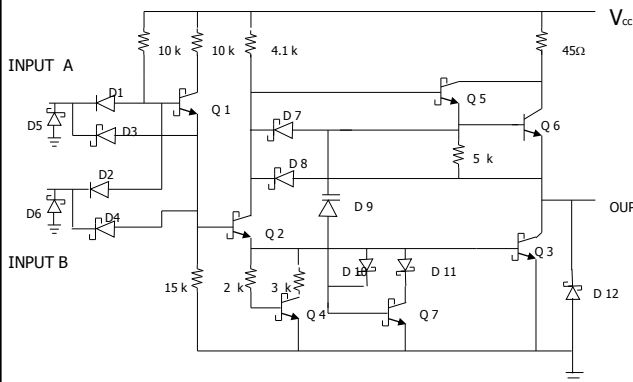 Vcc
10 k 10 k 4.1 k 45Ω
INPUT A
D1 Q 1 Q 5
D5 D3 D 7 Q 6
5 k
D2 D 8
D6 D4 D 9 OUP
Q 2 Q 3
INPUT B
D 10 D 11
15 k 2 k 3 k D 12
Q 4 Q 7